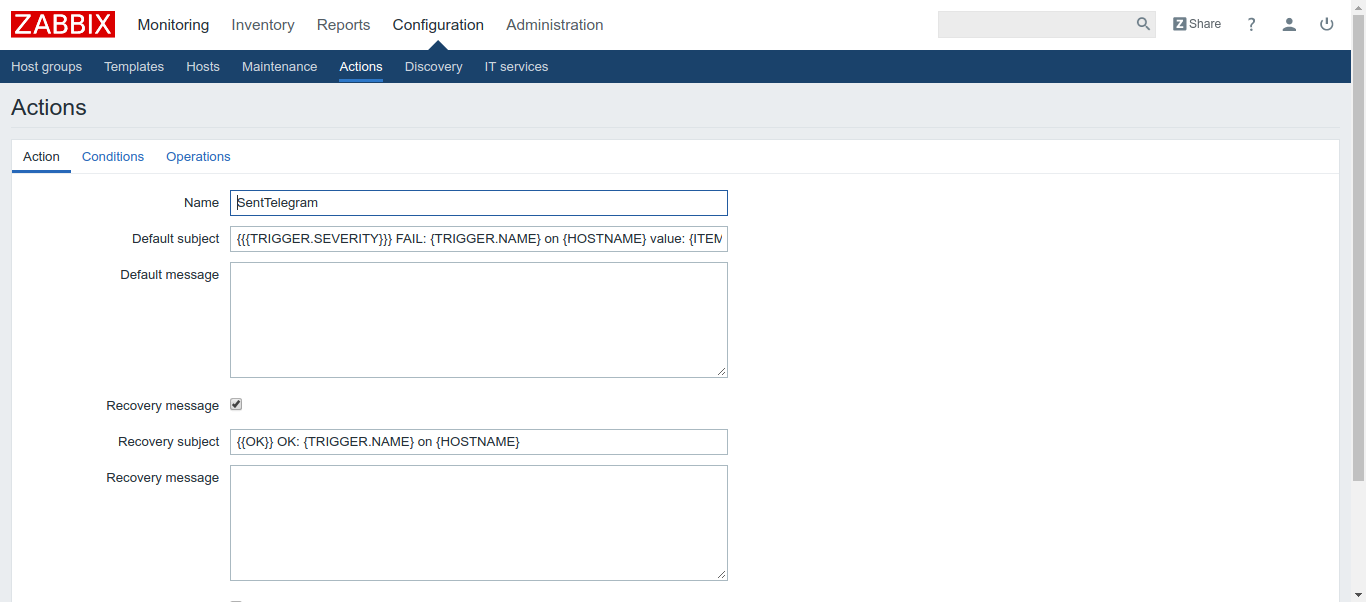 ZABBIX Monitoring Inventory Reports Configuration Administration Z Share ?
Host groups Templates Hosts Maintenance Actions Discovery IT services
Actions
Action Conditions Operations
Name SentTelegram
Default subject {{{TRIGGER.SEVERITY}}} FAIL: {TRIGGER.NAME} on {HOSTNAME} value: {ITEM
Default message
Recovery message
Recovery subject {{OK}} OK: {TRIGGER.NAME} on {HOSTNAME}
Recovery message